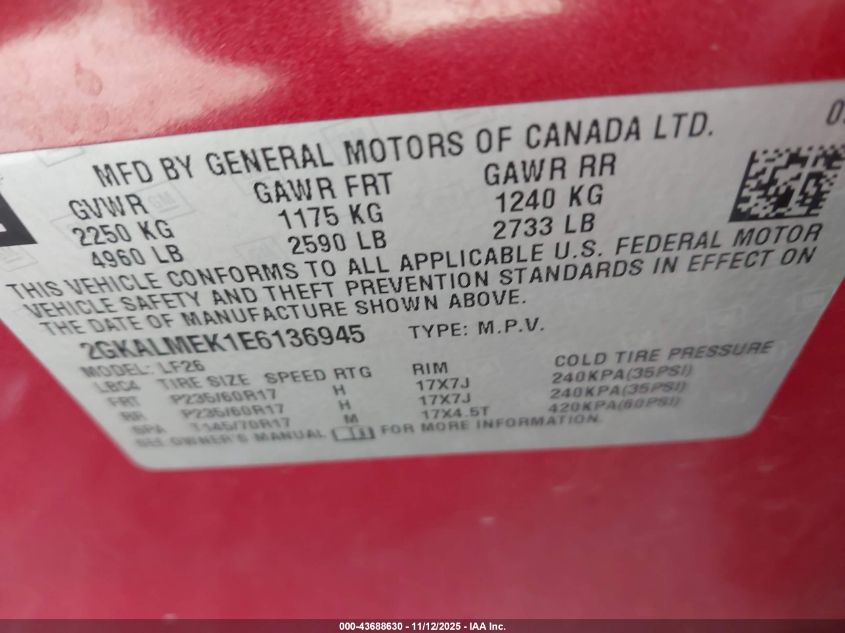 MFD BY GENERAL MOTORS OF CANADA LTD.
GVWR GAWR FRT GAWR RR
2250 KG 1175 KG 1240 KG
4960 LB 2590 LB 2733 LB
THIS VEHICLE CONFORMS TO ALL APPLICABLE U.S. FEDERAL MOTOR
VEHICLE SAFETY AND THEFT PREVENTION STANDARDS IN EFFECT ON
THE DATE OF MANUFACTURE SHOWN ABOVE.
2GKALMEK1E6136945 TYPE: M.P.V.
MODEL: LF26
LBC4 TIRE SIZE SPEED RTG RIM COLD TIRE PRESSURE
FRT P235/60R17 H 17X7J 240KPA(35PSI)
RR P235/60R17 H 17X7J 240KPA(35PSI)
SPA T145/70R17 M 17X4.5T 420KPA(60PSI)
SEE OWNER'S MANUAL FOR MORE INFORMATION.
000-43688630 - 11/12/2025 - IAA Inc.